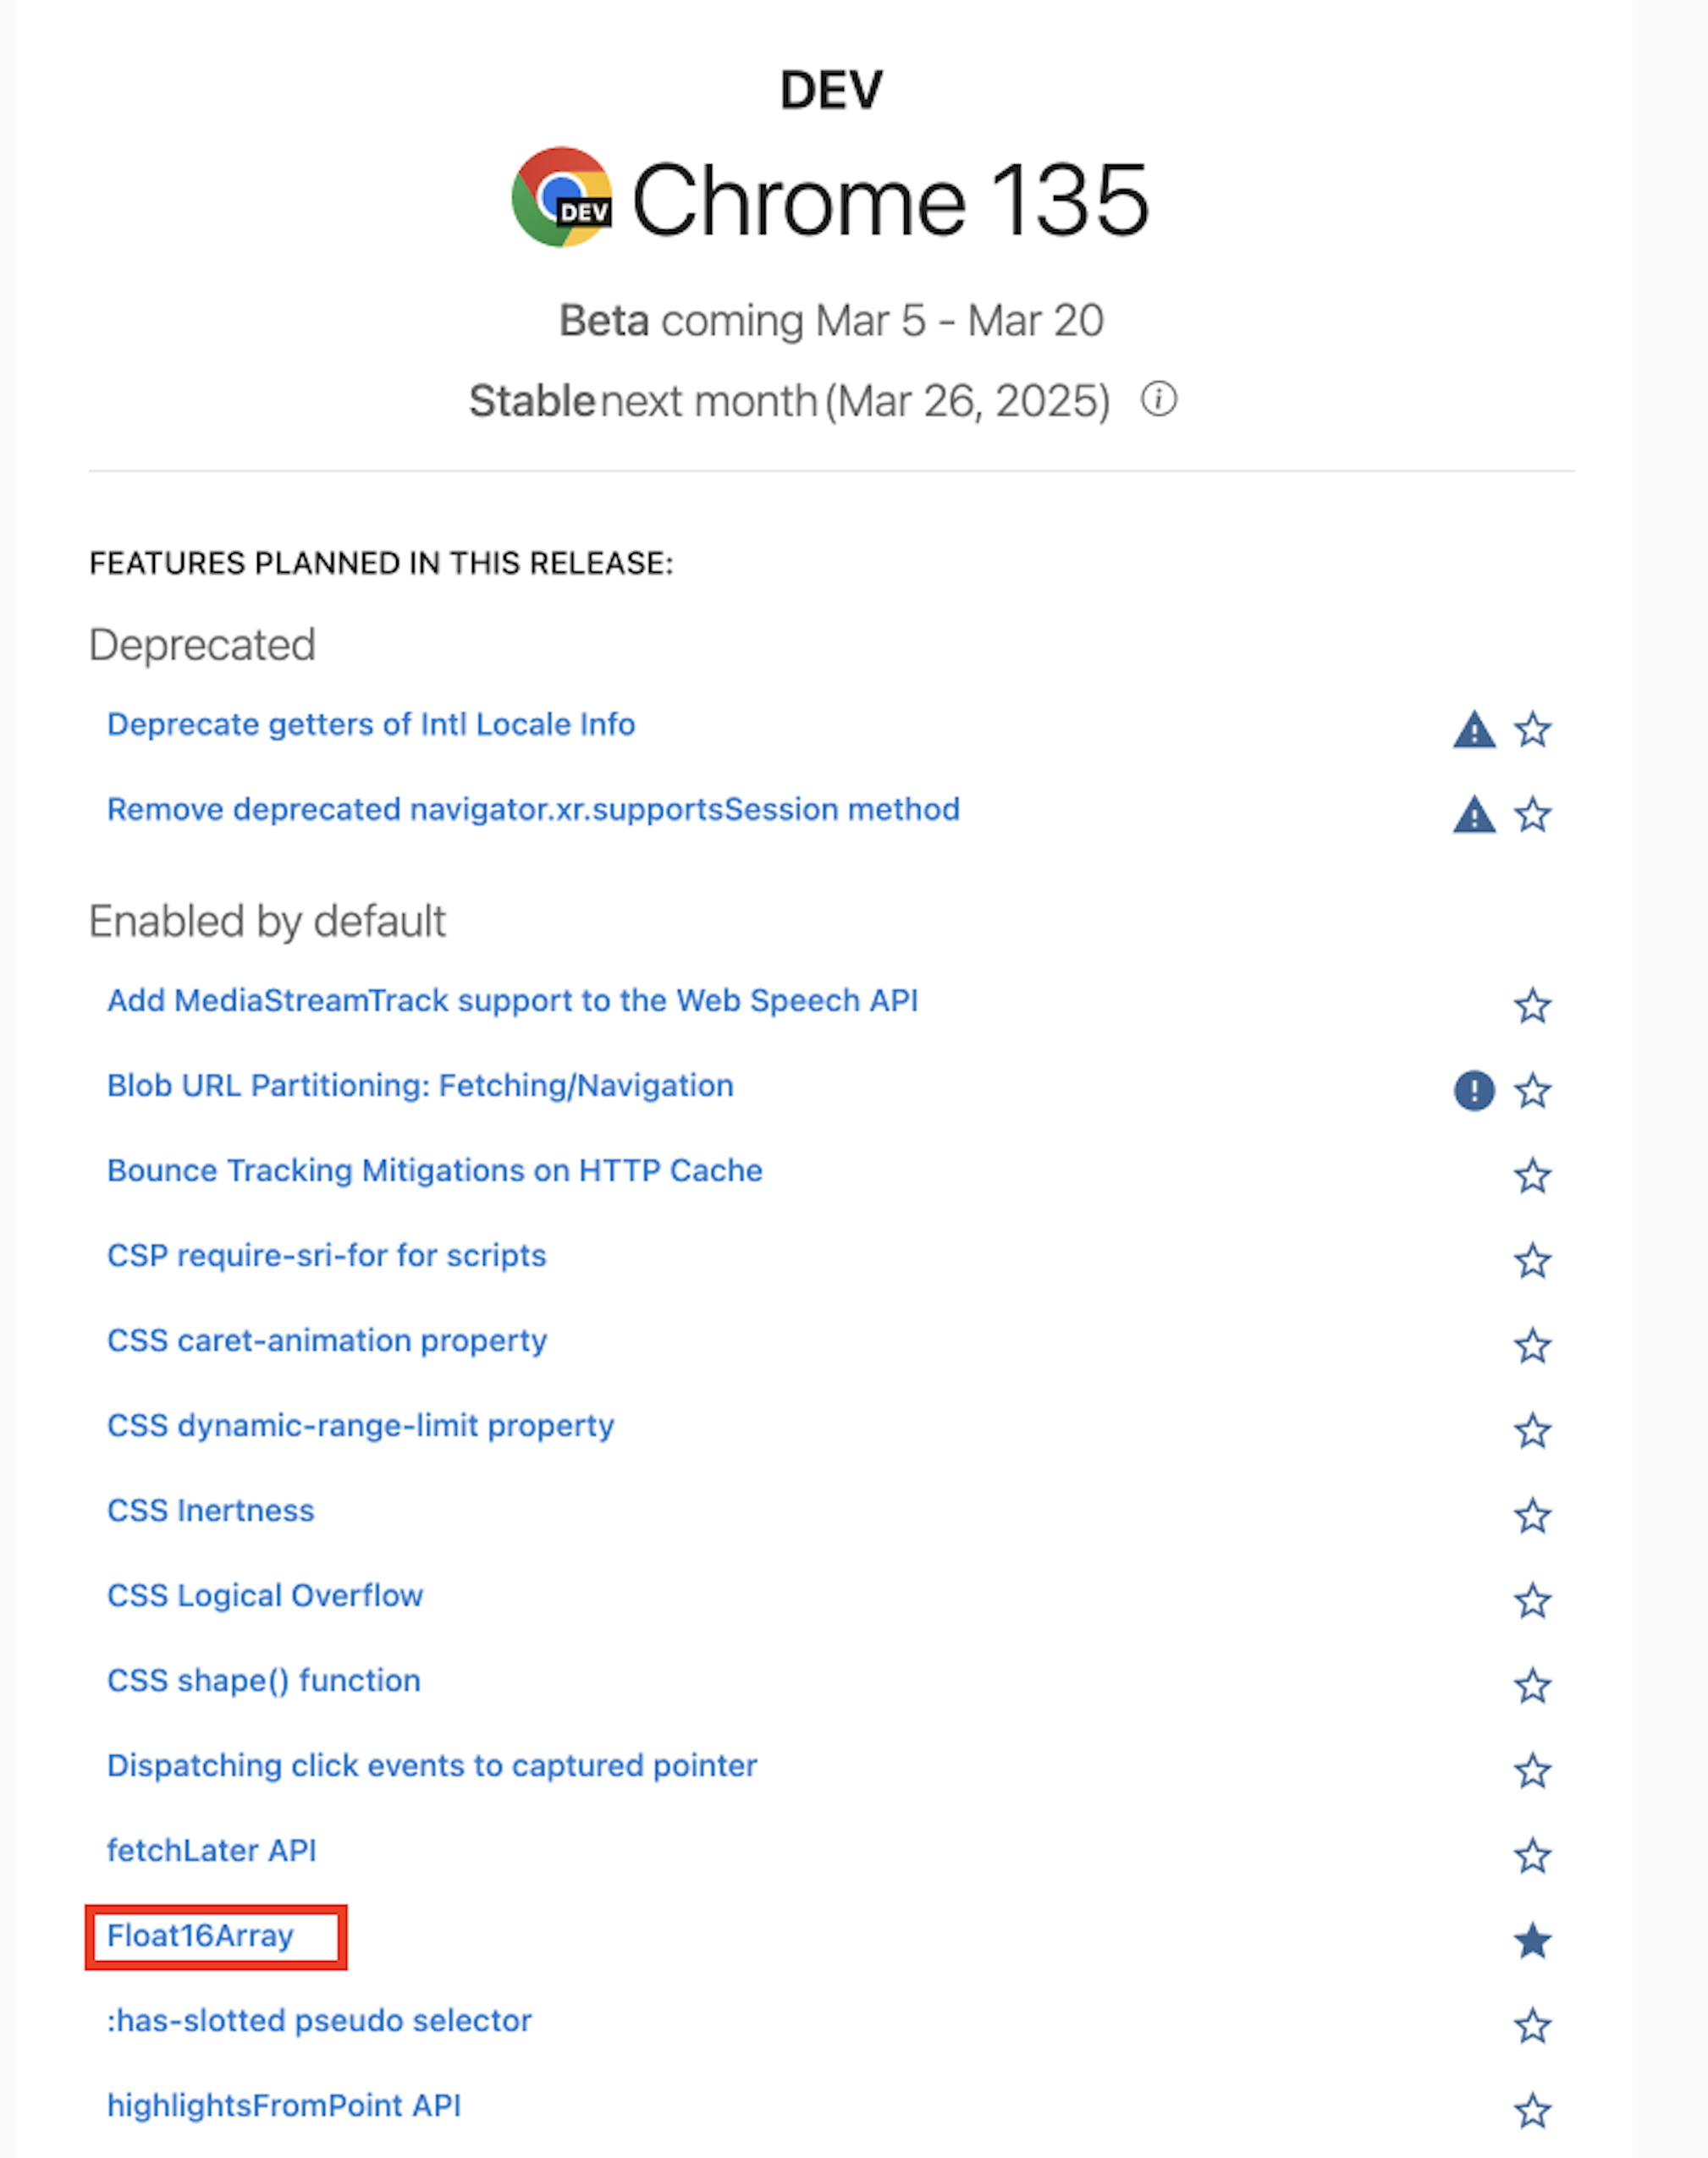 DEV
DEV
Chrome 135
Beta coming Mar 5 - Mar 20
Stable next month (Mar 26, 2025)
FEATURES PLANNED IN THIS RELEASE:
Deprecated
Deprecate getters of Intl Locale Info
Remove deprecated navigator.xr.supportsSession method
Enabled by default
Add MediaStreamTrack support to the Web Speech API
Blob URL Partitioning: Fetching/Navigation
Bounce Tracking Mitigations on HTTP Cache
CSP require-sri-for for scripts
CSS caret-animation property
CSS dynamic-range-limit property
CSS Inertness
CSS Logical Overflow
CSS shape() function
Dispatching click events to captured pointer
fetchLater API
Float16Array
:has-slotted pseudo selector
highlightsFromPoint API